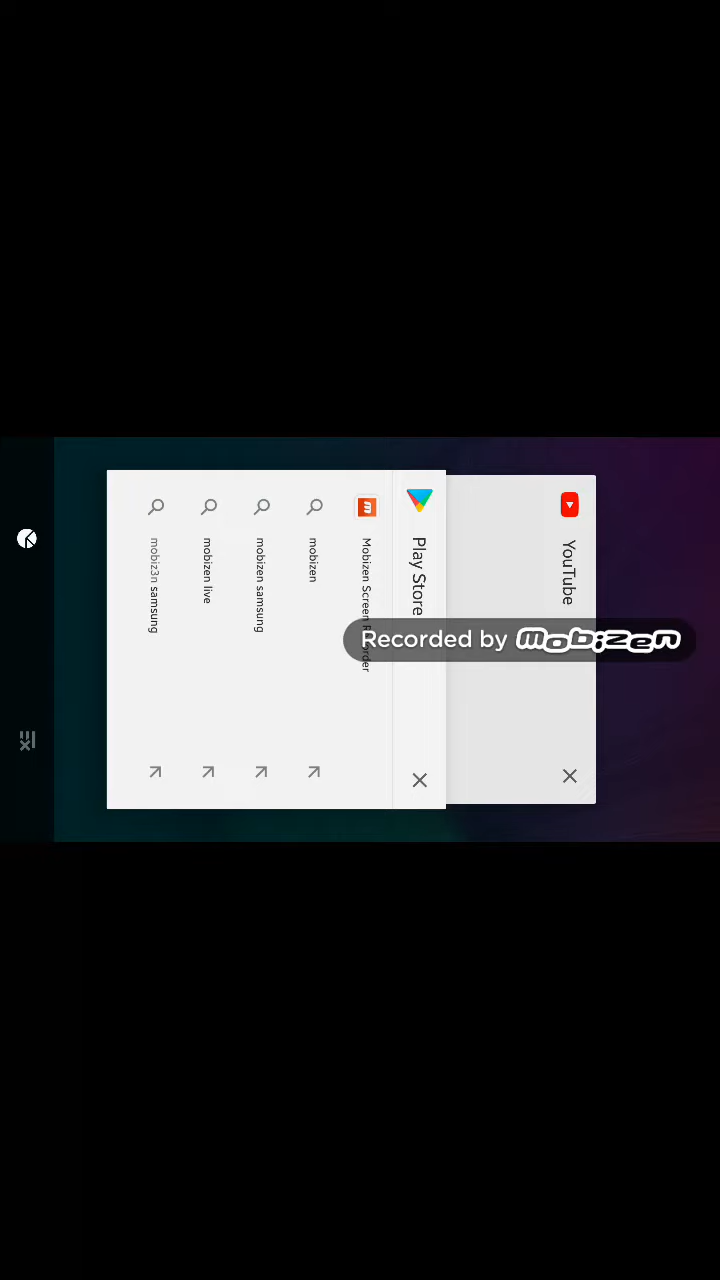 YouTube
Play Store
Recorded by mobizen
Mobizen Screen Recorder
mobizen
mobizen samsung
mobizen live
mobiz3n samsung